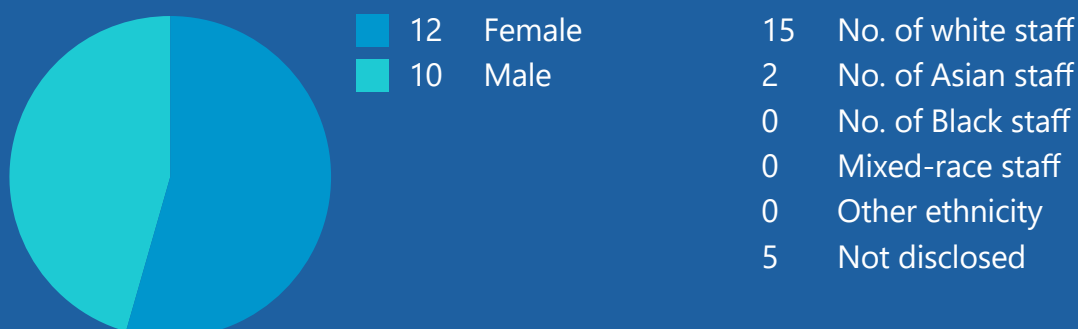 12 Female
10 Male
15 No. of white staff
2 No. of Asian staff
0 No. of Black staff
0 Mixed-race staff
0 Other ethnicity
5 Not disclosed